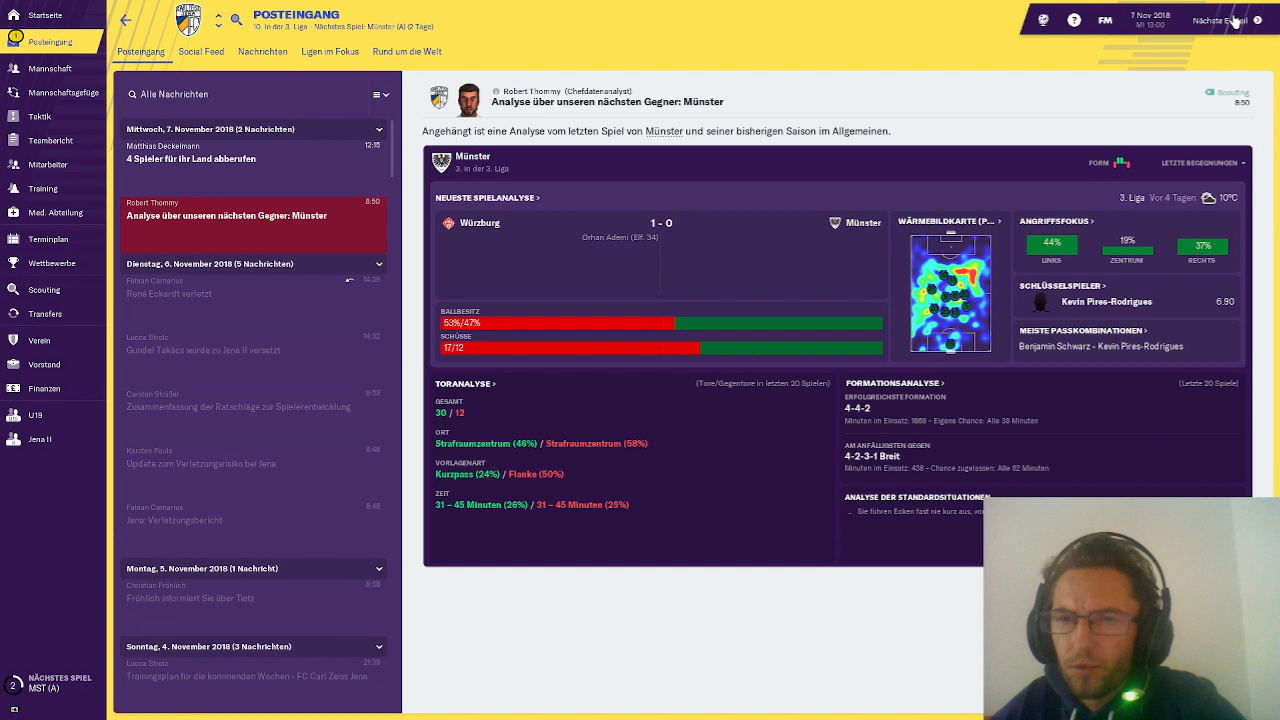 Startseite
1
Posteingang
Mannschaft
Mannschaftsgefüge
Taktik
Teambericht
Mitarbeiter
Training
Med. Abteilung
Terminplan
Wettbewerbe
Scouting
Transfers
Verein
Vorstand
Finanzen
U19
Jena II
2
NÄCHSTES SPIEL
MST (A)
POSTEINGANG
10. in der 3. Liga - Nächstes Spiel: Münster (A) (2 Tage)
FM
7 Nov 2018
MI 13:00
Posteingang
Social Feed
Nachrichten
Ligen im Fokus
Rund um die Welt
Alle Nachrichten
Mittwoch, 7. November 2018 (2 Nachrichten)
Matthias Deckelmann 12:15
4 Spieler für ihr Land abberufen
Robert Thommy 8:50
Analyse über unseren nächsten Gegner: Münster
Dienstag, 6. November 2018 (5 Nachrichten)
Fabian Camarius 14:39
René Eckardt verletzt
Lucca Strolz 14:32
Gundel Takács wurde zu Jena II versetzt
Carsten Sträßer 8:53
Zusammenfassung der Ratschläge zur Spielerentwicklung
Karsten Pauls 8:46
Update zum Verletzungsrisiko bei Jena
Fabian Camarius 8:46
Jena: Verletzungsbericht
Montag, 5. November 2018 (1 Nachricht)
Christian Fröhlich 8:56
Fröhlich informiert Sie über Tietz
Sonntag, 4. November 2018 (3 Nachrichten)
Lucca Strolz 21:39
Trainingsplan für die kommenden Wochen - FC Carl Zeiss Jena
Robert Thommy (Chefdatenanalyst)
Analyse über unseren nächsten Gegner: Münster
Scouting
8:50
Angehängt ist eine Analyse vom letzten Spiel von Münster und seiner bisherigen Saison im Allgemeinen.
Münster
3. in der 3. Liga
FORM
LETZTE BEGEGNUNGEN
NEUESTE SPIELANALYSE >
3. Liga Vor 4 Tagen 10°C
Würzburg 1 - 0 Münster
Orhan Ademi (Elf. 34)
BALLBESITZ
53%/47%
SCHÜSSE
17/12
WÄRMEBILDKARTE (P... >
ANGRIFFSFOKUS >
44% 19% 37%
LINKS ZENTRUM RECHTS
SCHLÜSSELSPIELER >
Kevin Pires-Rodrigues 6.90
MEISTE PASSKOMBINATIONEN >
Benjamin Schwarz - Kevin Pires-Rodrigues
TORANALYSE > (Tore/Gegentore in letzten 20 Spielen)
GESAMT
30 / 12
ORT
Strafraumzentrum (46%) / Strafraumzentrum (58%)
VORLAGENART
Kurzpass (24%) / Flanke (50%)
ZEIT
31 – 45 Minuten (26%) / 31 – 45 Minuten (25%)
FORMATIONSANALYSE > (Letzte 20 Spiele)
ERFOLGREICHSTE FORMATION
4-4-2
Minuten im Einsatz: 1868 - Eigene Chance: Alle 38 Minuten
AM ANFÄLLIGSTEN GEGEN
4-2-3-1 Breit
Minuten im Einsatz: 438 - Chance zugelassen: Alle 62 Minuten
ANALYSE DER STANDARDSITUATIONEN
- Sie führen Ecken fast nie kurz aus,